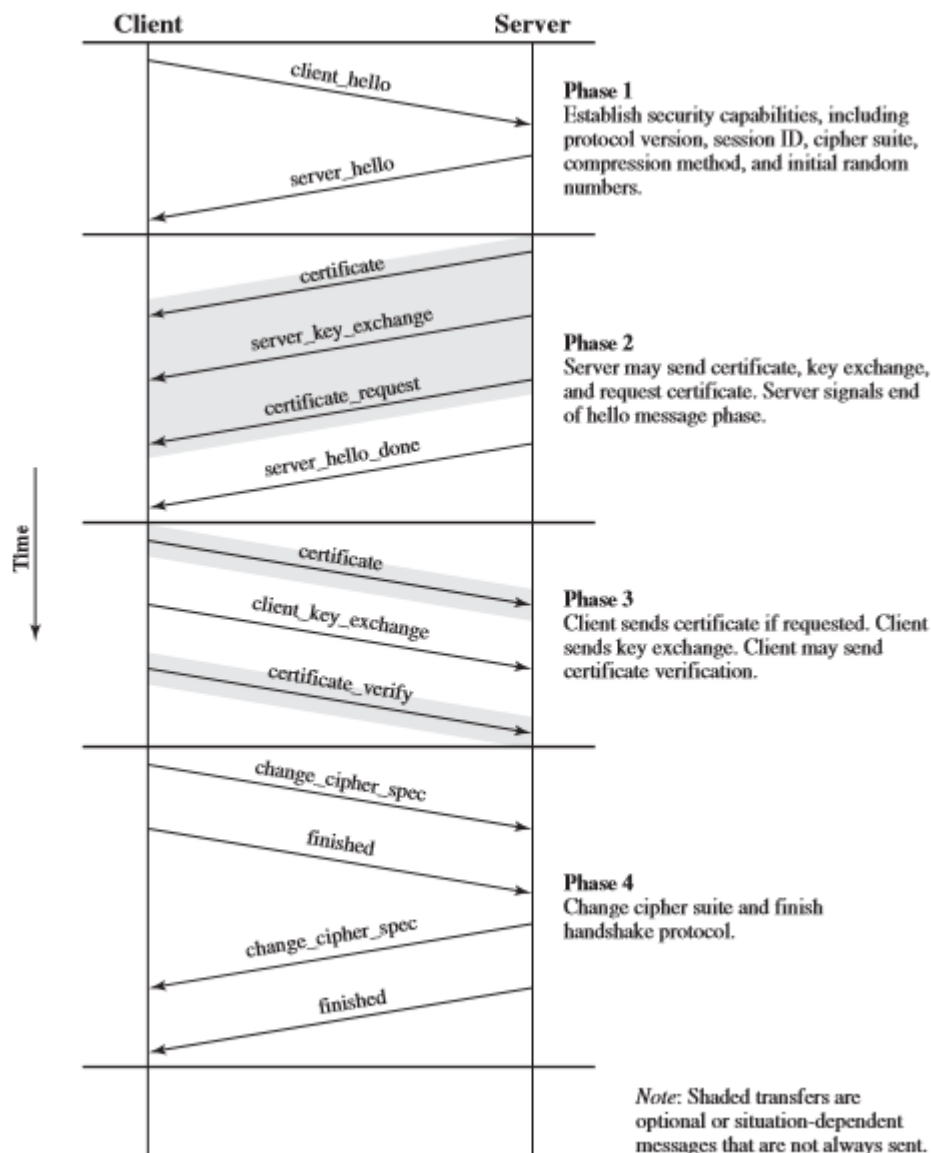 Client
Server
client_hello
server_hello
Phase 1
Establish security capabilities, including
protocol version, session ID, cipher suite,
compression method, and initial random
numbers.
certificate
server_key_exchange
certificate_request
server_hello_done
Phase 2
Server may send certificate, key exchange,
and request certificate. Server signals end
of hello message phase.
Time
certificate
client_key_exchange
certificate_verify
Phase 3
Client sends certificate if requested. Client
sends key exchange. Client may send
certificate verification.
change_cipher_spec
finished
change_cipher_spec
finished
Phase 4
Change cipher suite and finish
handshake protocol.
Note: Shaded transfers are
optional or situation-dependent
messages that are not always sent.